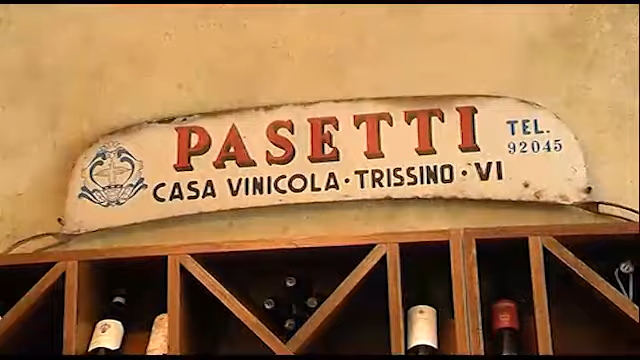 PASETTI
TEL.
92045
CASA VINICOLA · TRISSINO · VI